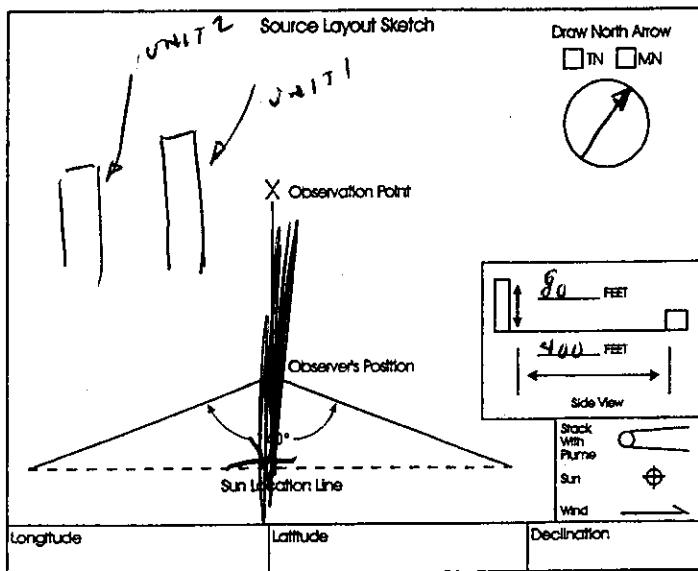 Source Layout Sketch
UNIT 2
UNIT 1
Draw North Arrow
TN MN
X Observation Point
80 FEET
400 FEET
Side View
Observer's Position
Sun Location Line
Stack With Plume
Sun
Wind
Longitude
Latitude
Declination